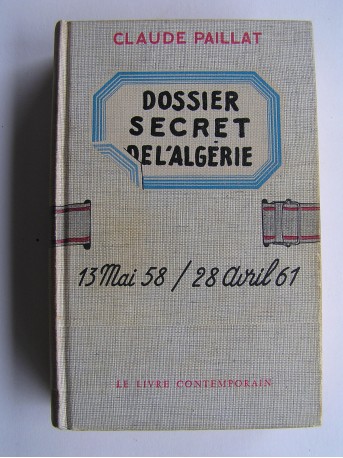 CLAUDE PAILLAT
DOSSIER
SECRET
DE L'ALGÉRIE
13 Mai 58 / 28 Avril 61
LE LIVRE CONTEMPORAIN